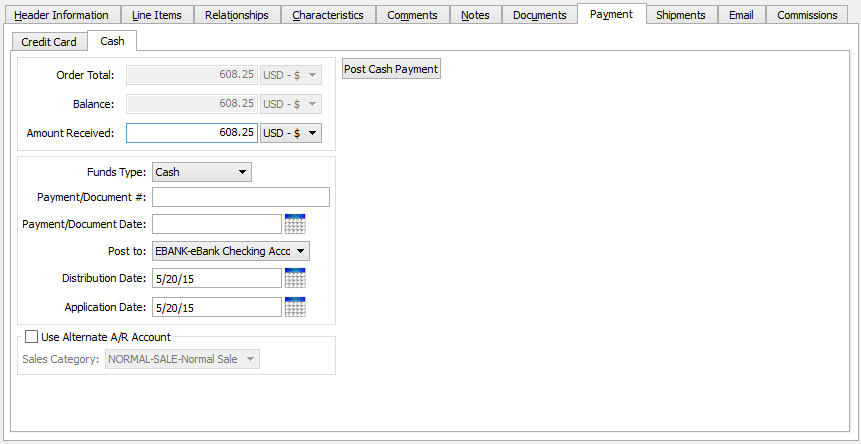 Header Information Line Items Relationships Characteristics Comments Notes Documents Payment Shipments Email Commissions
Credit Card Cash
Order Total: 608.25 USD - $
Post Cash Payment
Balance: 608.25 USD - $
Amount Received: 608.25 USD - $
Funds Type: Cash
Payment/Document #:
Payment/Document Date:
Post to: EBANK-eBank Checking Acco
Distribution Date: 5/20/15
Application Date: 5/20/15
Use Alternate A/R Account
Sales Category: NORMAL-SALE-Normal Sale